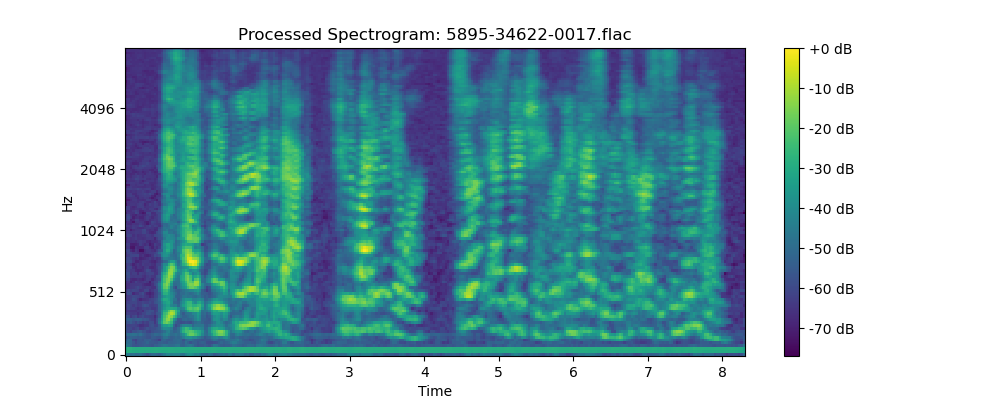 Processed Spectrogram: 5895-34622-0017.flac
Hz
4096
2048
1024
512
0
0 1 2 3 4 5 6 7 8
Time
+0 dB
-10 dB
-20 dB
-30 dB
-40 dB
-50 dB
-60 dB
-70 dB